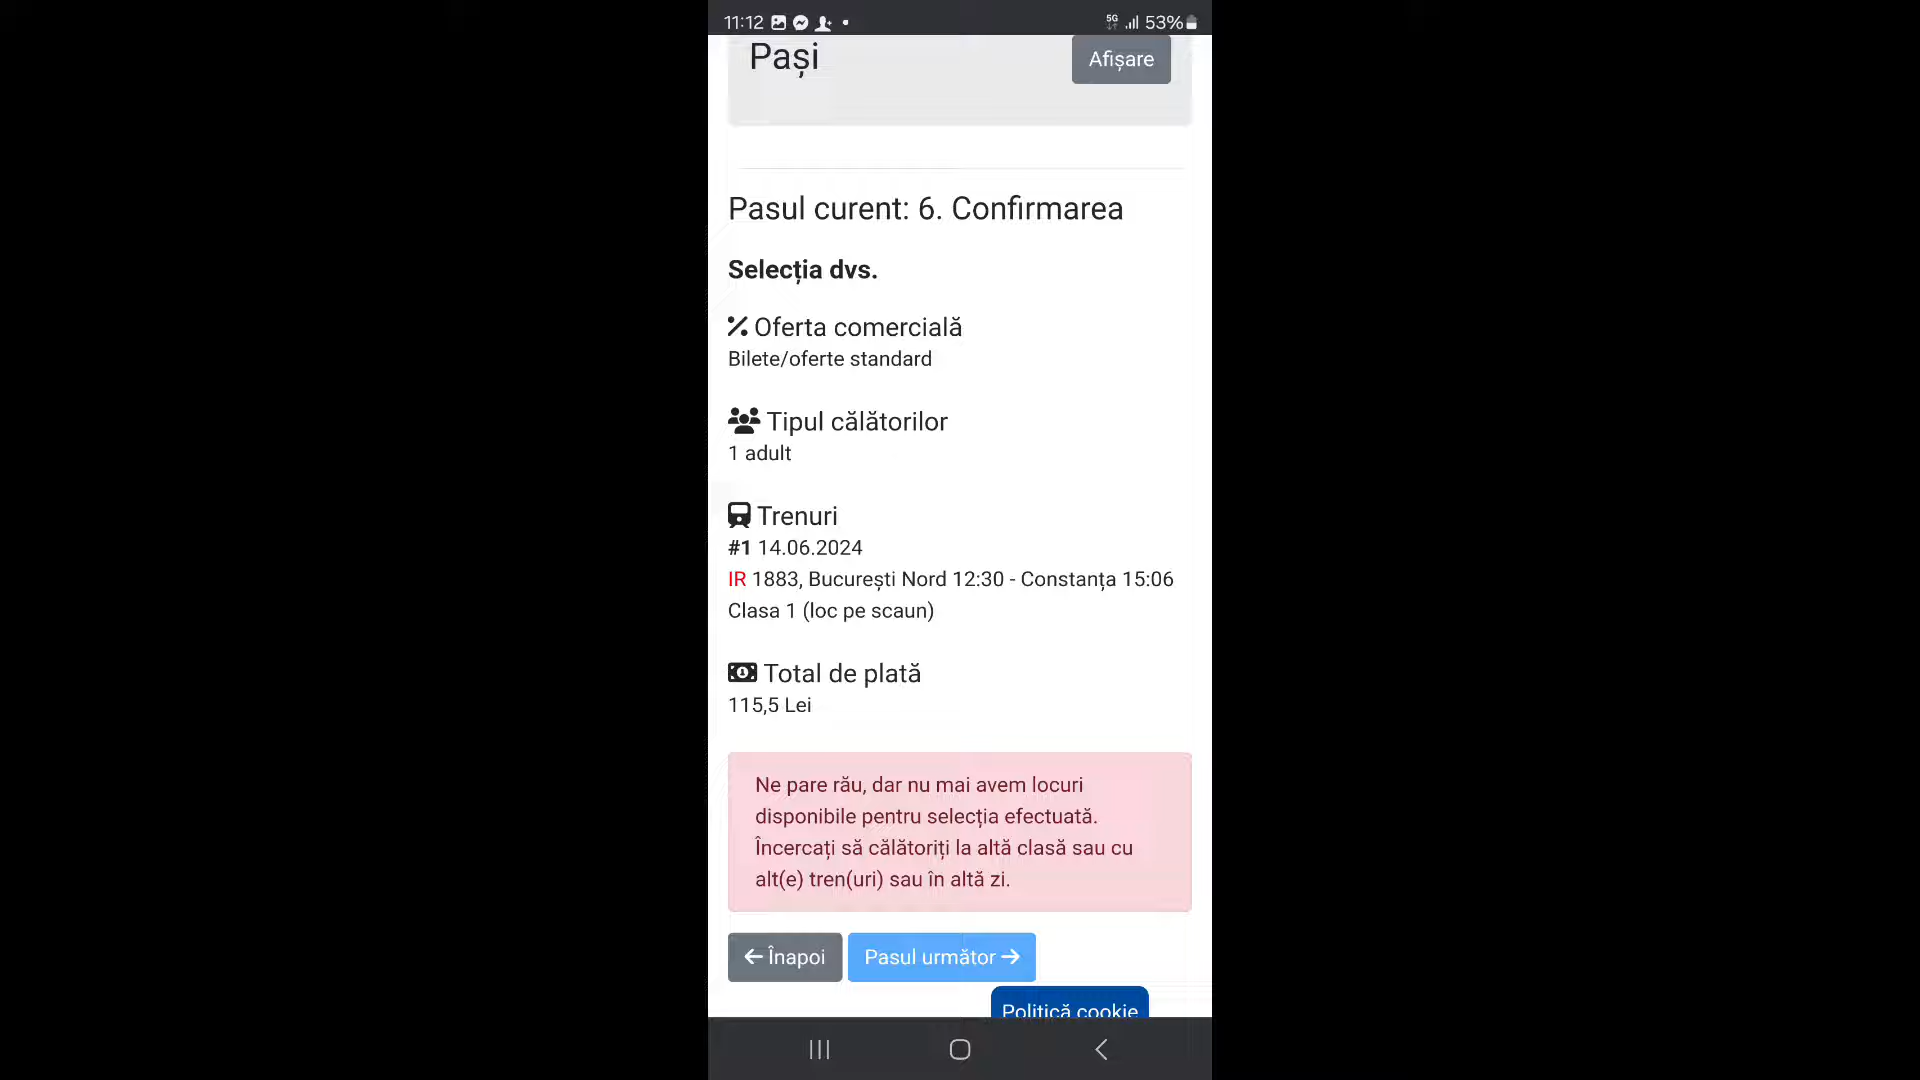 11:12 5G 53%
Pași
Afișare
Pasul curent: 6. Confirmarea
Selecția dvs.
Oferta comercială
Bilete/oferte standard
Tipul călătorilor
1 adult
Trenuri
#1 14.06.2024
IR 1883, București Nord 12:30 - Constanța 15:06
Clasa 1 (loc pe scaun)
Total de plată
115,5 Lei
Ne pare rău, dar nu mai avem locuri
disponibile pentru selecția efectuată.
Încercați să călătoriți la altă clasă sau cu
alt(e) tren(uri) sau în altă zi.
Înapoi
Pasul următor
Politică cookie